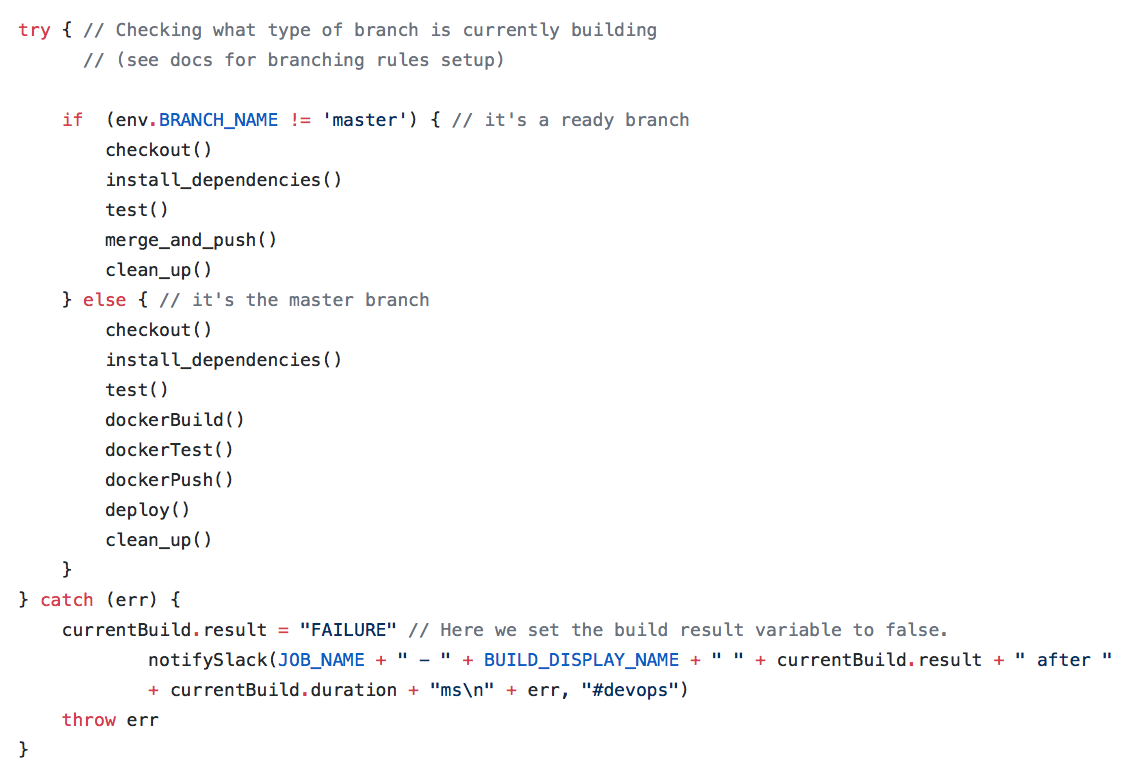 try { // Checking what type of branch is currently building
      // (see docs for branching rules setup)

    if  (env.BRANCH_NAME != 'master') { // it's a ready branch
        checkout()
        install_dependencies()
        test()
        merge_and_push()
        clean_up()
    } else { // it's the master branch
        checkout()
        install_dependencies()
        test()
        dockerBuild()
        dockerTest()
        dockerPush()
        deploy()
        clean_up()
    }
} catch (err) {
    currentBuild.result = "FAILURE" // Here we set the build result variable to false.
            notifySlack(JOB_NAME + " – " + BUILD_DISPLAY_NAME + " " + currentBuild.result + " after "
            + currentBuild.duration + "ms\n" + err, "#devops")
    throw err
}